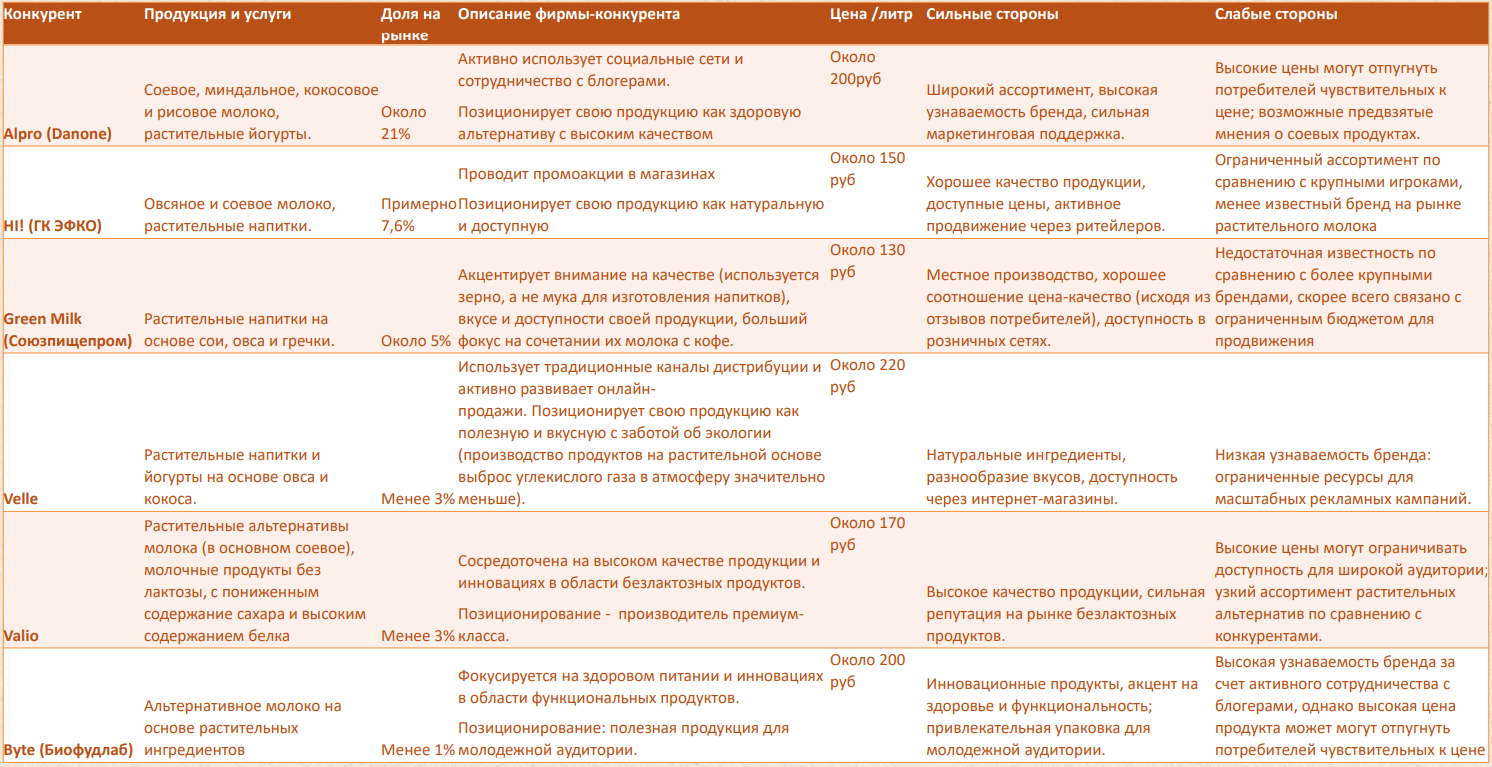 Конкурент
Продукция и услуги
Доля на
рынке
Описание фирмы-конкурента
Цена /литр
Сильные стороны
Слабые стороны
Alpro (Danone)
Соевое, миндальное, кокосовое
и рисовое молоко,
растительные йогурты.
Около
21%
Активно использует социальные сети и
сотрудничество с блогерами.
Позиционирует свою продукцию как здоровую
альтернативу с высоким качеством
Около
200руб
Широкий ассортимент, высокая
узнаваемость бренда, сильная
маркетинговая поддержка.
Высокие цены могут отпугнуть
потребителей чувствительных к
цене; возможные предвзятые
мнения о соевых продуктах.
HI! (ГК ЭФКО)
Овсяное и соевое молоко,
растительные напитки.
Примерно
7,6%
Проводит промоакции в магазинах
Позиционирует свою продукцию как натуральную
и доступную
Около 150
руб
Хорошее качество продукции,
доступные цены, активное
продвижение через ритейлеров.
Ограниченный ассортимент по
сравнению с крупными игроками,
менее известный бренд на рынке
растительного молока
Green Milk
(Союзпищепром)
Растительные напитки на
основе сои, овса и гречки.
Около 5%
Акцентирует внимание на качестве (используется
зерно, а не мука для изготовления напитков),
вкусе и доступности своей продукции, больший
фокус на сочетании их молока с кофе.
Около 130
руб
Местное производство, хорошее
соотношение цена-качество (исходя из
отзывов потребителей), доступность в
розничных сетях.
Недостаточная известность по
сравнению с более крупными
брендами, скорее всего связано с
ограниченным бюджетом для
продвижения
Velle
Растительные напитки и
йогурты на основе овса и
кокоса.
Менее 3%
Использует традиционные каналы дистрибуции и
активно развивает онлайн-
продажи. Позиционирует свою продукцию как
полезную и вкусную с заботой об экологии
(производство продуктов на растительной основе
выброс углекислого газа в атмосферу значительно
меньше).
Около 220
руб
Натуральные ингредиенты,
разнообразие вкусов, доступность
через интернет-магазины.
Низкая узнаваемость бренда:
ограниченные ресурсы для
масштабных рекламных кампаний.
Valio
Растительные альтернативы
молока (в основном соевое),
молочные продукты без
лактозы, с пониженным
содержание сахара и высоким
содержанием белка
Менее 3%
Сосредоточена на высоком качестве продукции и
инновациях в области безлактозных продуктов.
Позиционирование - производитель премиум-
класса.
Около 170
руб
Высокое качество продукции, сильная
репутация на рынке безлактозных
продуктов.
Высокие цены могут ограничивать
доступность для широкой аудитории;
узкий ассортимент растительных
альтернатив по сравнению с
конкурентами.
Byte (Биофудлаб)
Альтернативное молоко на
основе растительных
ингредиентов
Менее 1%
Фокусируется на здоровом питании и инновациях
в области функциональных продуктов.
Позиционирование: полезная продукция для
молодежной аудитории.
Около 200
руб
Инновационные продукты, акцент на
здоровье и функциональность;
привлекательная упаковка для
молодежной аудитории.
Высокая узнаваемость бренда за
счет активного сотрудничества с
блогерами, однако высокая цена
продукта может могут отпугнуть
потребителей чувствительных к цене